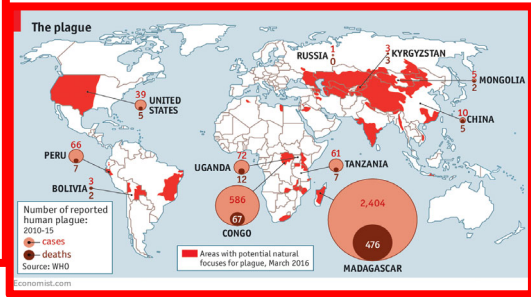 The plague
RUSSIA
1
0
3
3
KYRGYZSTAN
5
2
MONGOLIA
39
5
UNITED
STATES
10
5
CHINA
66
7
PERU
72
12
UGANDA
61
7
TANZANIA
3
2
BOLIVIA
586
67
CONGO
2,404
476
MADAGASCAR
Number of reported
human plague:
2010-15
cases
deaths
Source: WHO
Areas with potential natural
focuses for plague, March 2016
Economist.com